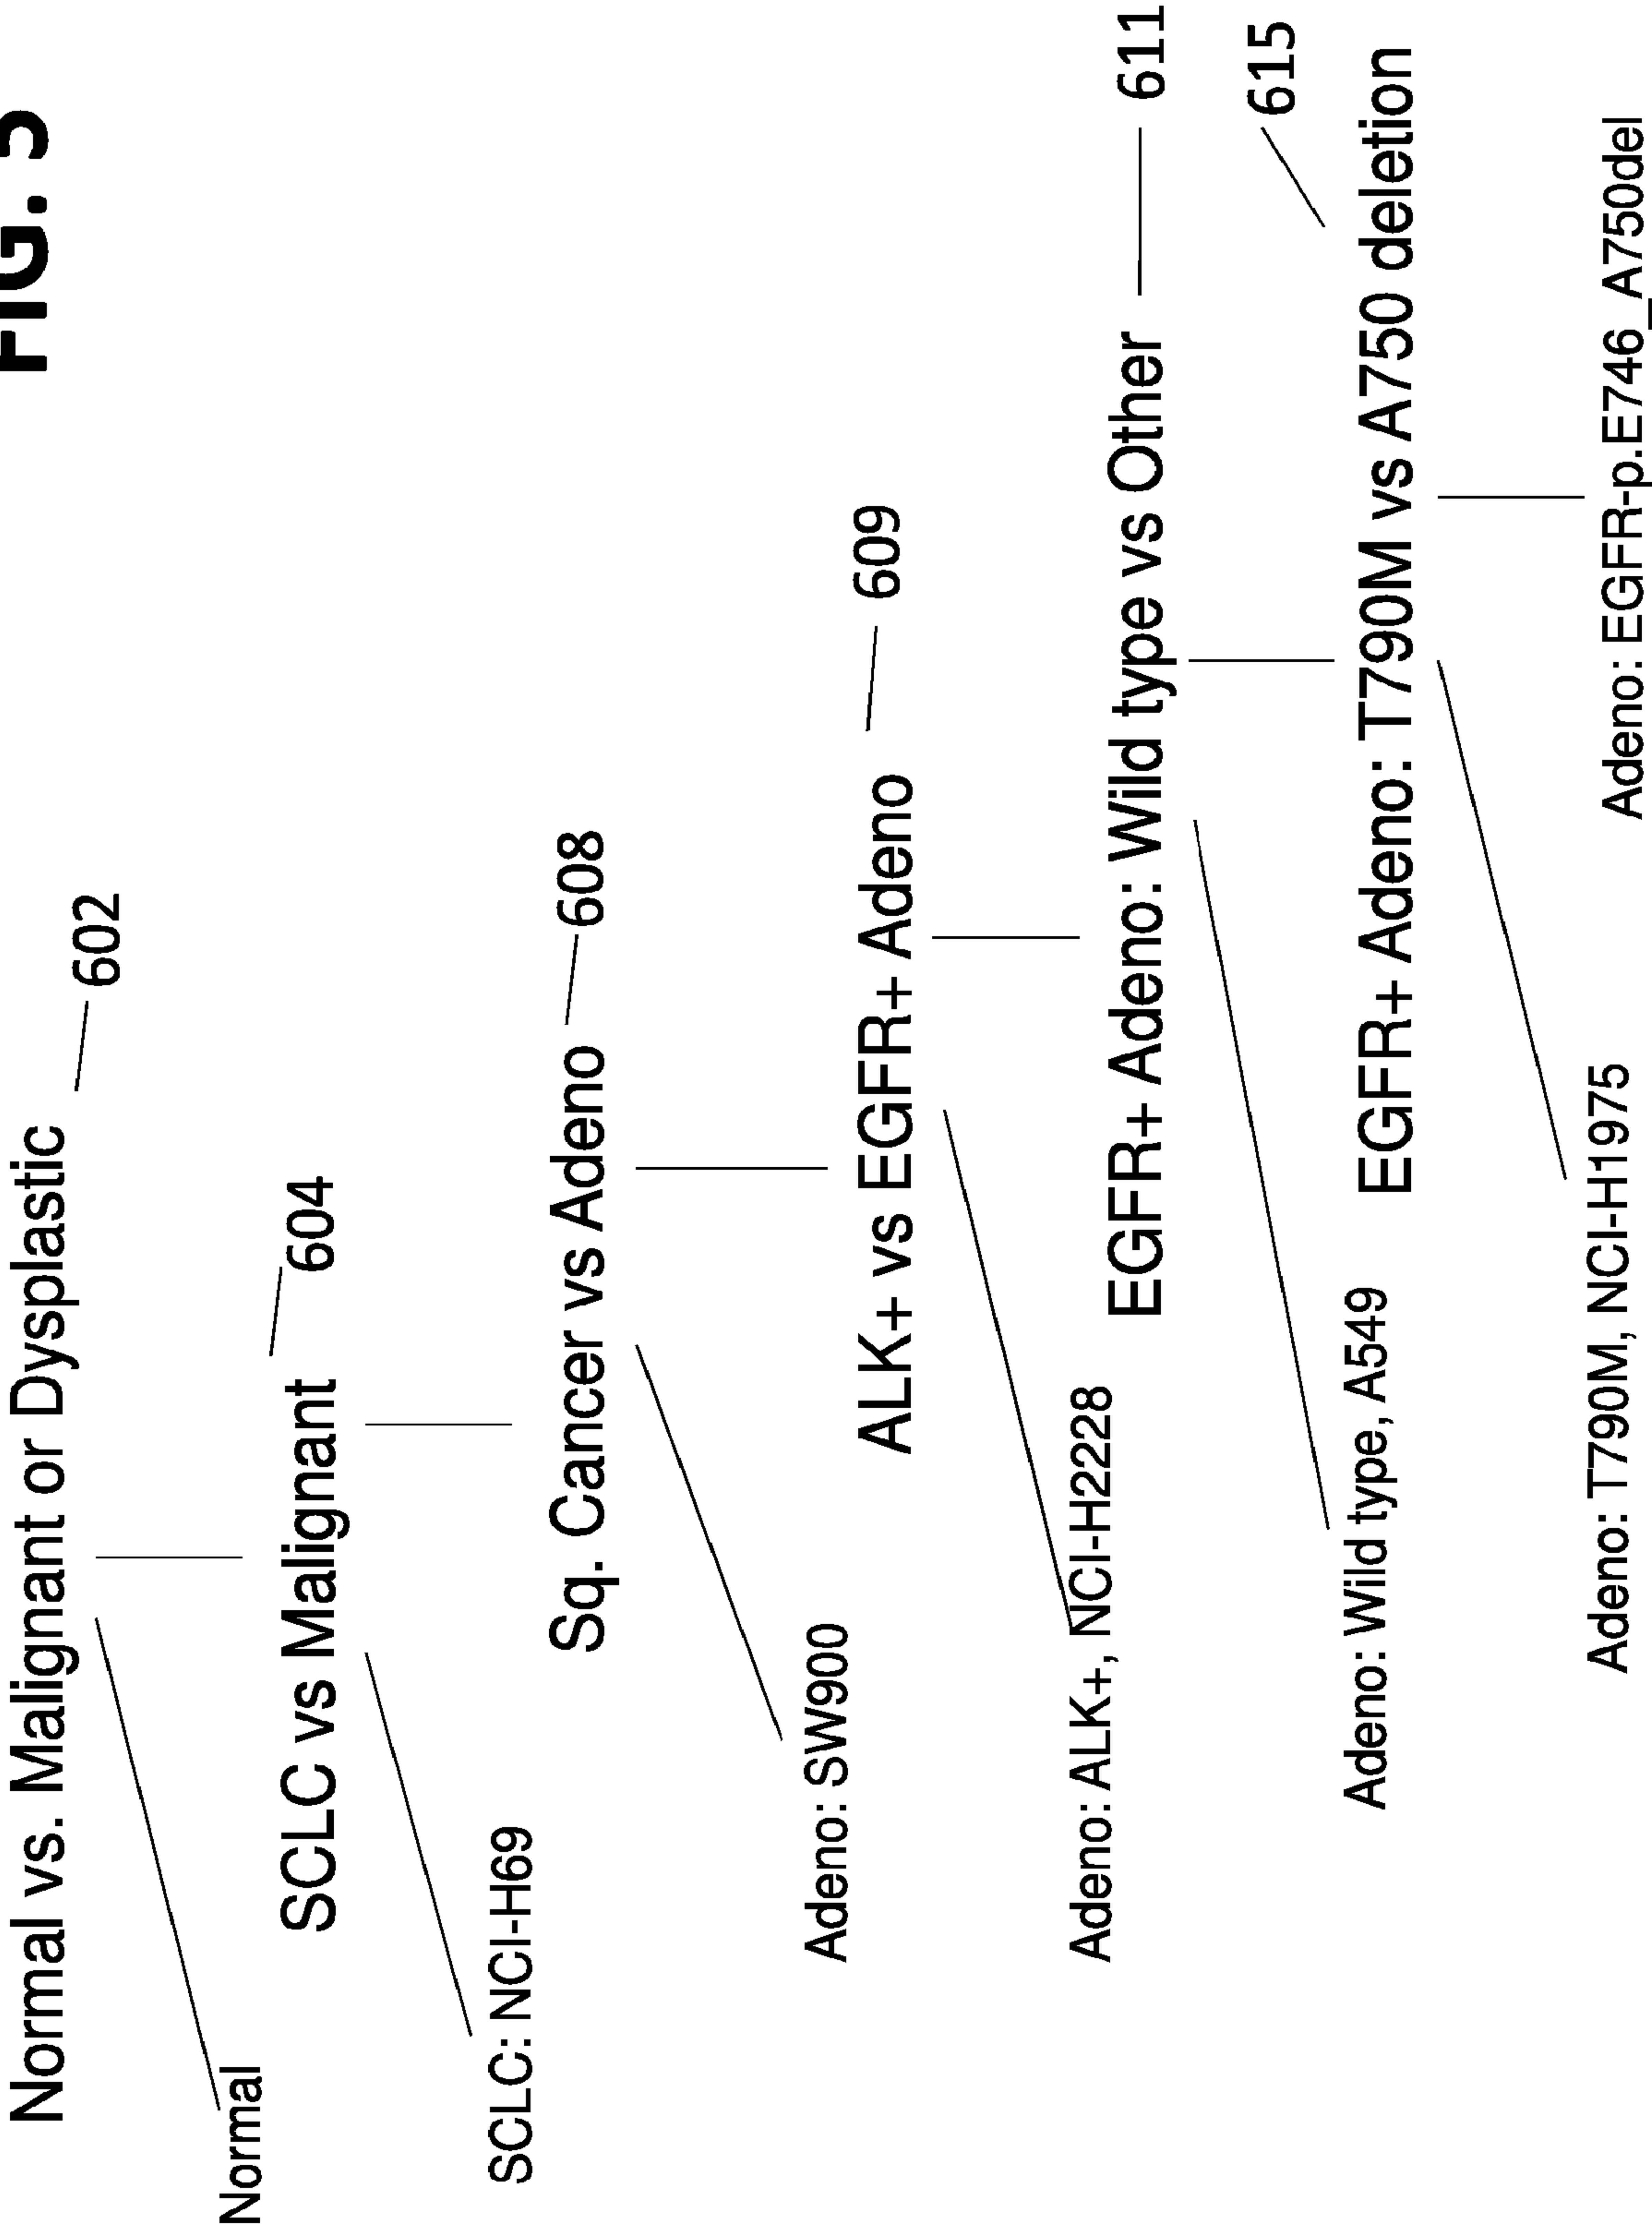 FIG.
Normal vs. Malignant or Dysplastic
602
Normal
SCLC vs Malignant
604
SCLC: NCI-H69
Sq. Cancer vs Adeno
608
Adeno: SW900
ALK+ vs EGFR+ Adeno
609
Adeno: ALK+, NCI-H2228
EGFR+ Adeno: Wild type vs Other
611
Adeno: Wild type, A549
EGFR+ Adeno: T790M vs A750 deletion
615
Adeno: T790M, NCI-H1975
Adeno: EGFR-p.E746_A750del